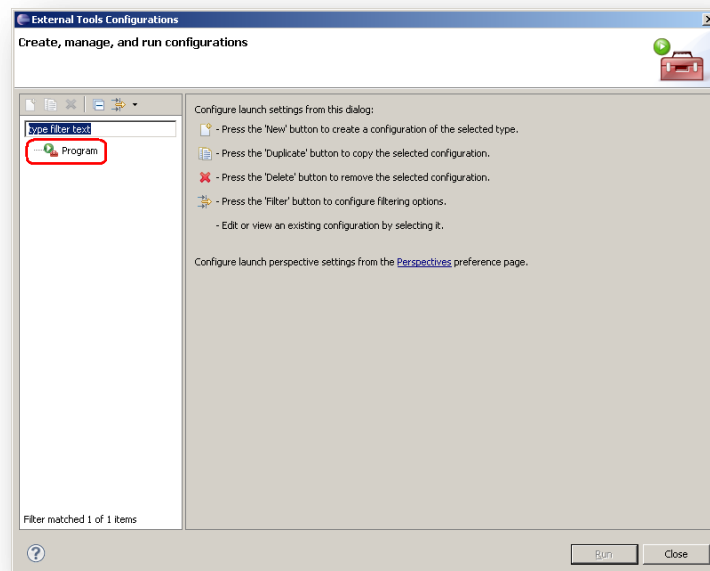 External Tools Configurations
Create, manage, and run configurations
type filter text
Program
Filter matched 1 of 1 items
Configure launch settings from this dialog:
- Press the 'New' button to create a configuration of the selected type.
- Press the 'Duplicate' button to copy the selected configuration.
- Press the 'Delete' button to remove the selected configuration.
- Press the 'Filter' button to configure filtering options.
- Edit or view an existing configuration by selecting it.
Configure launch perspective settings from the Perspectives preference page.
?
Run
Close